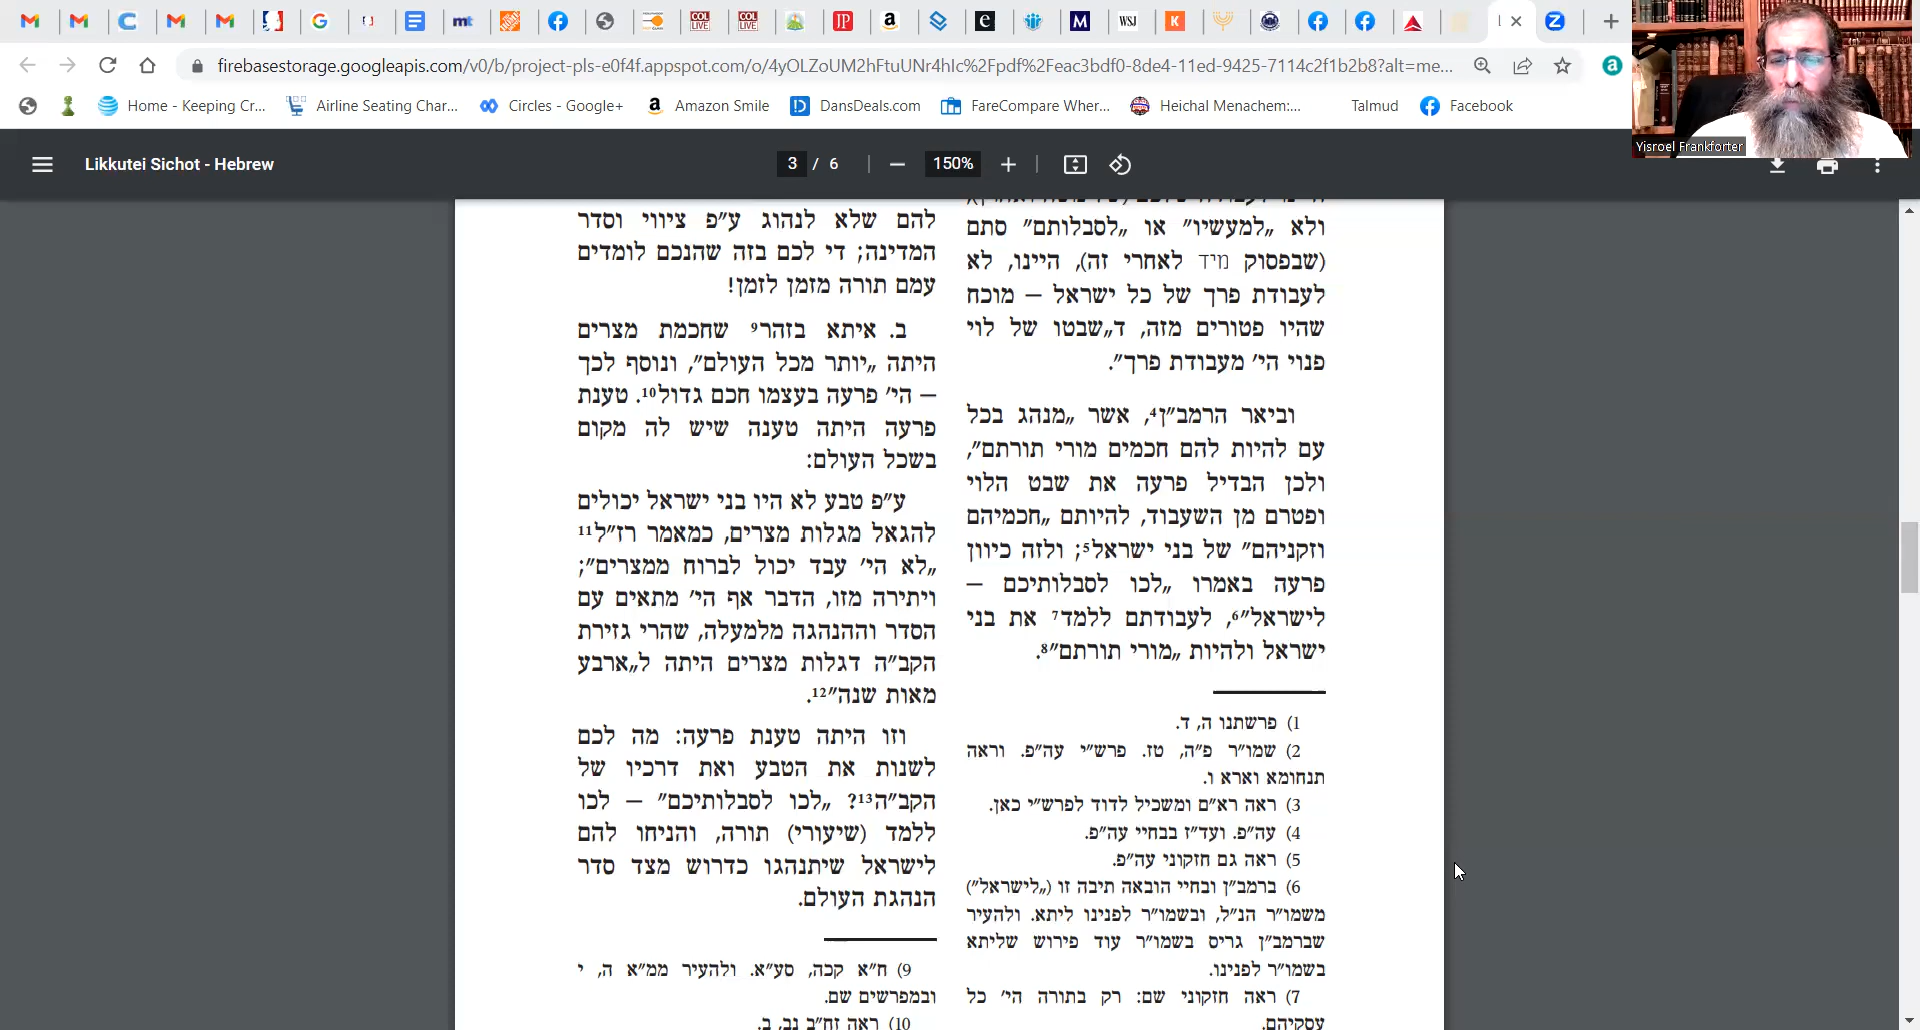 firebasestorage.googleapis.com/v0/b/project-pls-e0f4f.appspot.com/o/4yOLZoUM2hFtuUNr4hIc%2Fpdf%2Feac3bdf0-8de4-11ed-9425-7114c2f1b2b8?alt=me...
Home - Keeping Cr... Airline Seating Char... Circles - Google+ Amazon Smile DansDeals.com FareCompare Wher... Heichal Menachem:... Talmud Facebook
Yisroel Frankforter
Likkutei Sichot - Hebrew 3 / 6 150%
ולא „למעשיו" או „לסבלותם" סתם
(שבפסוק מיד לאחרי זה), היינו, לא
לעבודת פרך של כל ישראל – מוכח
שהיו פטורים מזה, ד„שבטו של לוי
פנוי הי' מעבודת פרך".
וביאר הרמב"ן4, אשר „מנהג בכל
עם להיות להם חכמים מורי תורתם",
ולכן הבדיל פרעה את שבט הלוי
ופטרם מן השעבוד, להיותם „חכמיהם
וזקניהם" של בני ישראל5; ולזה כיוון
פרעה באמרו „לכו לסבלותיכם –
לישראל"6, לעבודתם ללמד7 את בני
ישראל ולהיות „מורי תורתם"8.
1) פרשתנו ה, ד.
2) שמו"ר פ"ה, טז. פרש"י עה"פ. וראה
תנחומא וארא ו.
3) ראה רא"ם ומשכיל לדוד לפרש"י כאן.
4) עה"פ. ועד"ז בבחיי עה"פ.
5) ראה גם חזקוני עה"פ.
6) ברמב"ן ובחיי הובאה תיבה זו („לישראל")
משמו"ר הנ"ל, ובשמו"ר לפנינו ליתא. ולהעיר
שברמב"ן גריס בשמו"ר עוד פירוש שליתא
בשמו"ר לפנינו.
7) ראה חזקוני שם: רק בתורה הי' כל
עסקיהם.
להם שלא לנהוג ע"פ ציווי וסדר
המדינה; די לכם בזה שהנכם לומדים
עמם תורה מזמן לזמן!
ב. איתא בזהר9 שחכמת מצרים
היתה „יותר מכל העולם", ונוסף לכך
– הי' פרעה בעצמו חכם גדול10. טענת
פרעה היתה טענה שיש לה מקום
בשכל העולם:
ע"פ טבע לא היו בני ישראל יכולים
להגאל מגלות מצרים, כמאמר רז"ל11
„לא הי' עבד יכול לברוח ממצרים";
ויתירה מזו, הדבר אף הי' מתאים עם
הסדר וההנהגה מלמעלה, שהרי גזירת
הקב"ה דגלות מצרים היתה ל„ארבע
מאות שנה"12.
וזו היתה טענת פרעה: מה לכם
לשנות את הטבע ואת דרכיו של
הקב"ה13? „לכו לסבלותיכם" – לכו
ללמד (שיעורי) תורה, והניחו להם
לישראל שיתנהגו כדרוש מצד סדר
הנהגת העולם.
9) ח"א קכה, סע"א. ולהעיר ממ"א ה, י
ובמפרשים שם.
10) ראה זח"ב נב, ב.